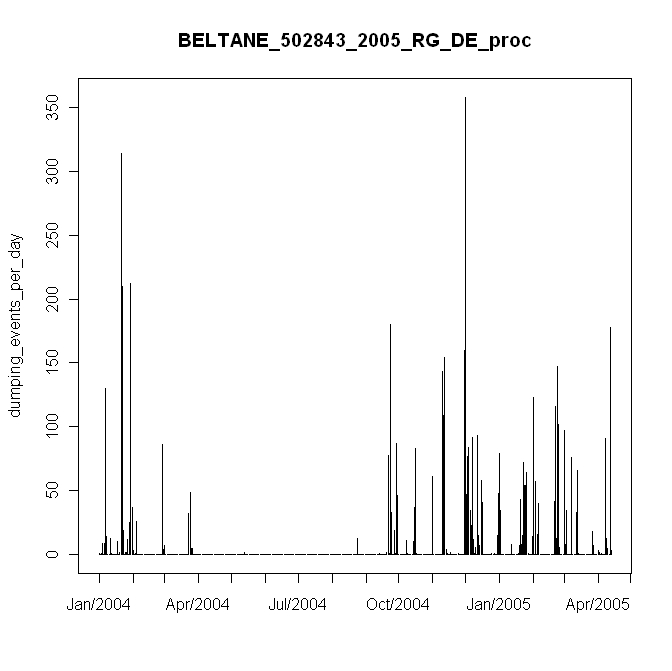 BELTANE_502843_2005_RG_DE_proc
dumping_events_per_day
350
300
250
200
150
100
50
0
Jan/2004 Apr/2004 Jul/2004 Oct/2004 Jan/2005 Apr/2005